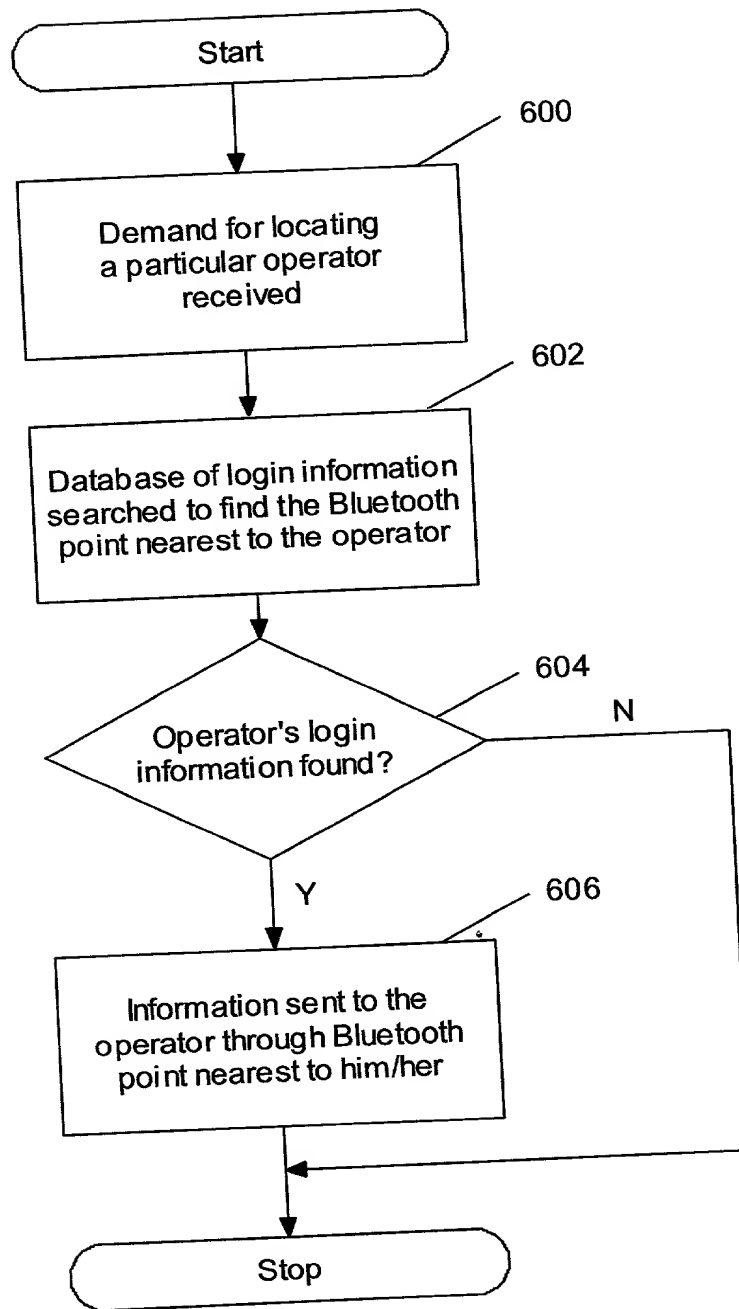 Start
600
Demand for locating
a particular operator
received
602
Database of login information
searched to find the Bluetooth
point nearest to the operator
604
Operator's login
information found?
N
Y
606
Information sent to the
operator through Bluetooth
point nearest to him/her
Stop